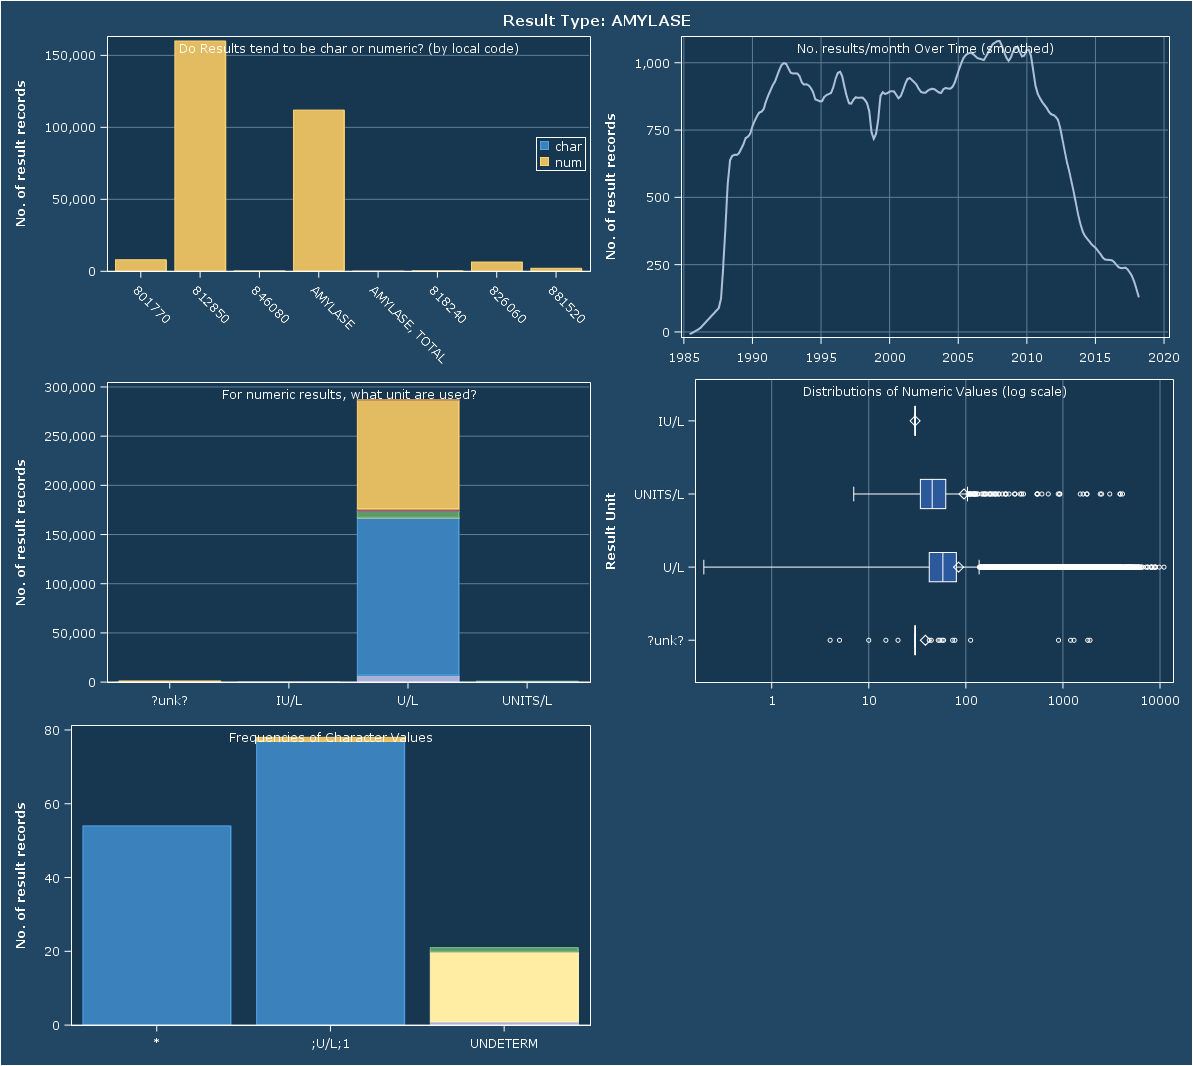 Result Type: AMYLASE
Do Results tend to be char or numeric? (by local code)
No. of result records
150,000
100,000
50,000
0
char
num
801770
812850
846080
AMYLASE
AMYLASE, TOTAL
818240
826060
881520
No. results/month Over Time (smoothed)
No. of result records
1,000
750
500
250
0
1985
1990
1995
2000
2005
2010
2015
2020
For numeric results, what unit are used?
No. of result records
300,000
250,000
200,000
150,000
100,000
50,000
0
?unk?
IU/L
U/L
UNITS/L
Distributions of Numeric Values (log scale)
Result Unit
IU/L
UNITS/L
U/L
?unk?
1
10
100
1000
10000
Frequencies of Character Values
No. of result records
80
60
40
20
0
*
;U/L;1
UNDETERM